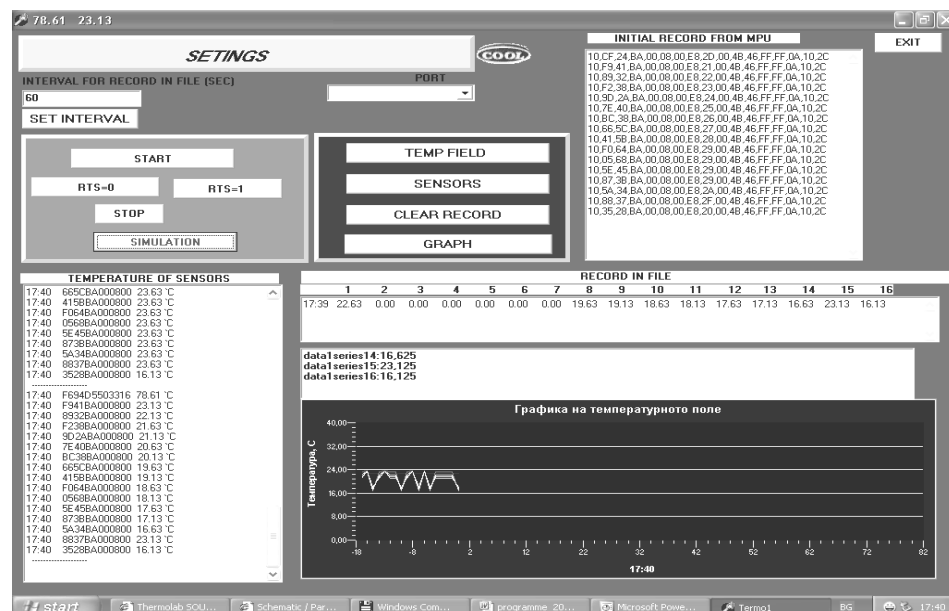 78.61 23.13
SETINGS
COOL
INTERVAL FOR RECORD IN FILE (SEC)
60
SET INTERVAL
PORT
START
RTS=0 RTS=1
STOP
SIMULATION
TEMP FIELD
SENSORS
CLEAR RECORD
GRAPH
INITIAL RECORD FROM MPU
EXIT
10,CF,24,BA,00,08,00,E8,2D,00,4B,46,FF,FF,0A,10,2C
10,F9,41,BA,00,08,00,E8,21,00,4B,46,FF,FF,0A,10,2C
10,89,32,BA,00,08,00,E8,22,00,4B,46,FF,FF,0A,10,2C
10,F2,38,BA,00,08,00,E8,23,00,4B,46,FF,FF,0A,10,2C
10,9D,2A,BA,00,08,00,E8,24,00,4B,46,FF,FF,0A,10,2C
10,7E,40,BA,00,08,00,E8,25,00,4B,46,FF,FF,0A,10,2C
10,BC,38,BA,00,08,00,E8,26,00,4B,46,FF,FF,0A,10,2C
10,66,5C,BA,00,08,00,E8,27,00,4B,46,FF,FF,0A,10,2C
10,41,5B,BA,00,08,00,E8,28,00,4B,46,FF,FF,0A,10,2C
10,F0,64,BA,00,08,00,E8,29,00,4B,46,FF,FF,0A,10,2C
10,05,68,BA,00,08,00,E8,29,00,4B,46,FF,FF,0A,10,2C
10,5E,45,BA,00,08,00,E8,29,00,4B,46,FF,FF,0A,10,2C
10,87,3B,BA,00,08,00,E8,29,00,4B,46,FF,FF,0A,10,2C
10,5A,34,BA,00,08,00,E8,2A,00,4B,46,FF,FF,0A,10,2C
10,88,37,BA,00,08,00,E8,2F,00,4B,46,FF,FF,0A,10,2C
10,35,28,BA,00,08,00,E8,20,00,4B,46,FF,FF,0A,10,2C
TEMPERATURE OF SENSORS
17:40 665CBA000800 23.63 °C
17:40 415BBA000800 23.63 °C
17:40 F064BA000800 23.63 °C
17:40 0568BA000800 23.63 °C
17:40 5E45BA000800 23.63 °C
17:40 873BBA000800 23.63 °C
17:40 5A34BA000800 23.63 °C
17:40 8837BA000800 23.63 °C
17:40 3528BA000800 16.13 °C
-------------------
17:40 F694D5503316 78.61 °C
17:40 F941BA000800 23.13 °C
17:40 8932BA000800 22.13 °C
17:40 F238BA000800 21.63 °C
17:40 9D2ABA000800 21.13 °C
17:40 7E40BA000800 20.63 °C
17:40 BC38BA000800 20.13 °C
17:40 665CBA000800 19.63 °C
17:40 415BBA000800 19.13 °C
17:40 F064BA000800 18.63 °C
17:40 0568BA000800 18.13 °C
17:40 5E45BA000800 17.63 °C
17:40 873BBA000800 17.13 °C
17:40 5A34BA000800 16.63 °C
17:40 8837BA000800 23.13 °C
17:40 3528BA000800 16.13 °C
-------------------
RECORD IN FILE
1 2 3 4 5 6 7 8 9 10 11 12 13 14 15 16
17:39 22.63 0.00 0.00 0.00 0.00 0.00 0.00 19.63 19.13 18.63 18.13 17.63 17.13 16.63 23.13 16.13
data1series14:16,625
data1series15:23,125
data1series16:16,125
Графика на температурното поле
Температура, C
40,00
32,00
24,00
16,00
8,00
0,00
-18 -8 2 12 22 32 42 52 62 72 82
17:40
start Thermolab SOU... Schematic / Par... Windows Com... programme_20... Microsoft Powe... Termo1 BG 17:40